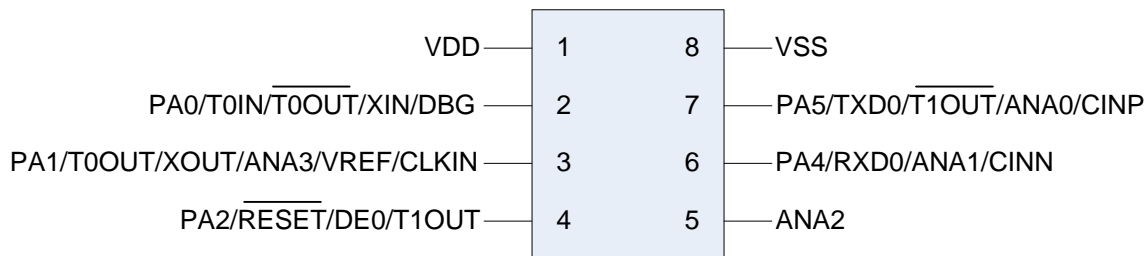 VDD 1 8 VSS
PA0/T0IN/T0OUT/XIN/DBG 2 7 PA5/TXD0/T1OUT/ANA0/CINP
PA1/T0OUT/XOUT/ANA3/VREF/CLKIN 3 6 PA4/RXD0/ANA1/CINN
PA2/RESET/DE0/T1OUT 4 5 ANA2